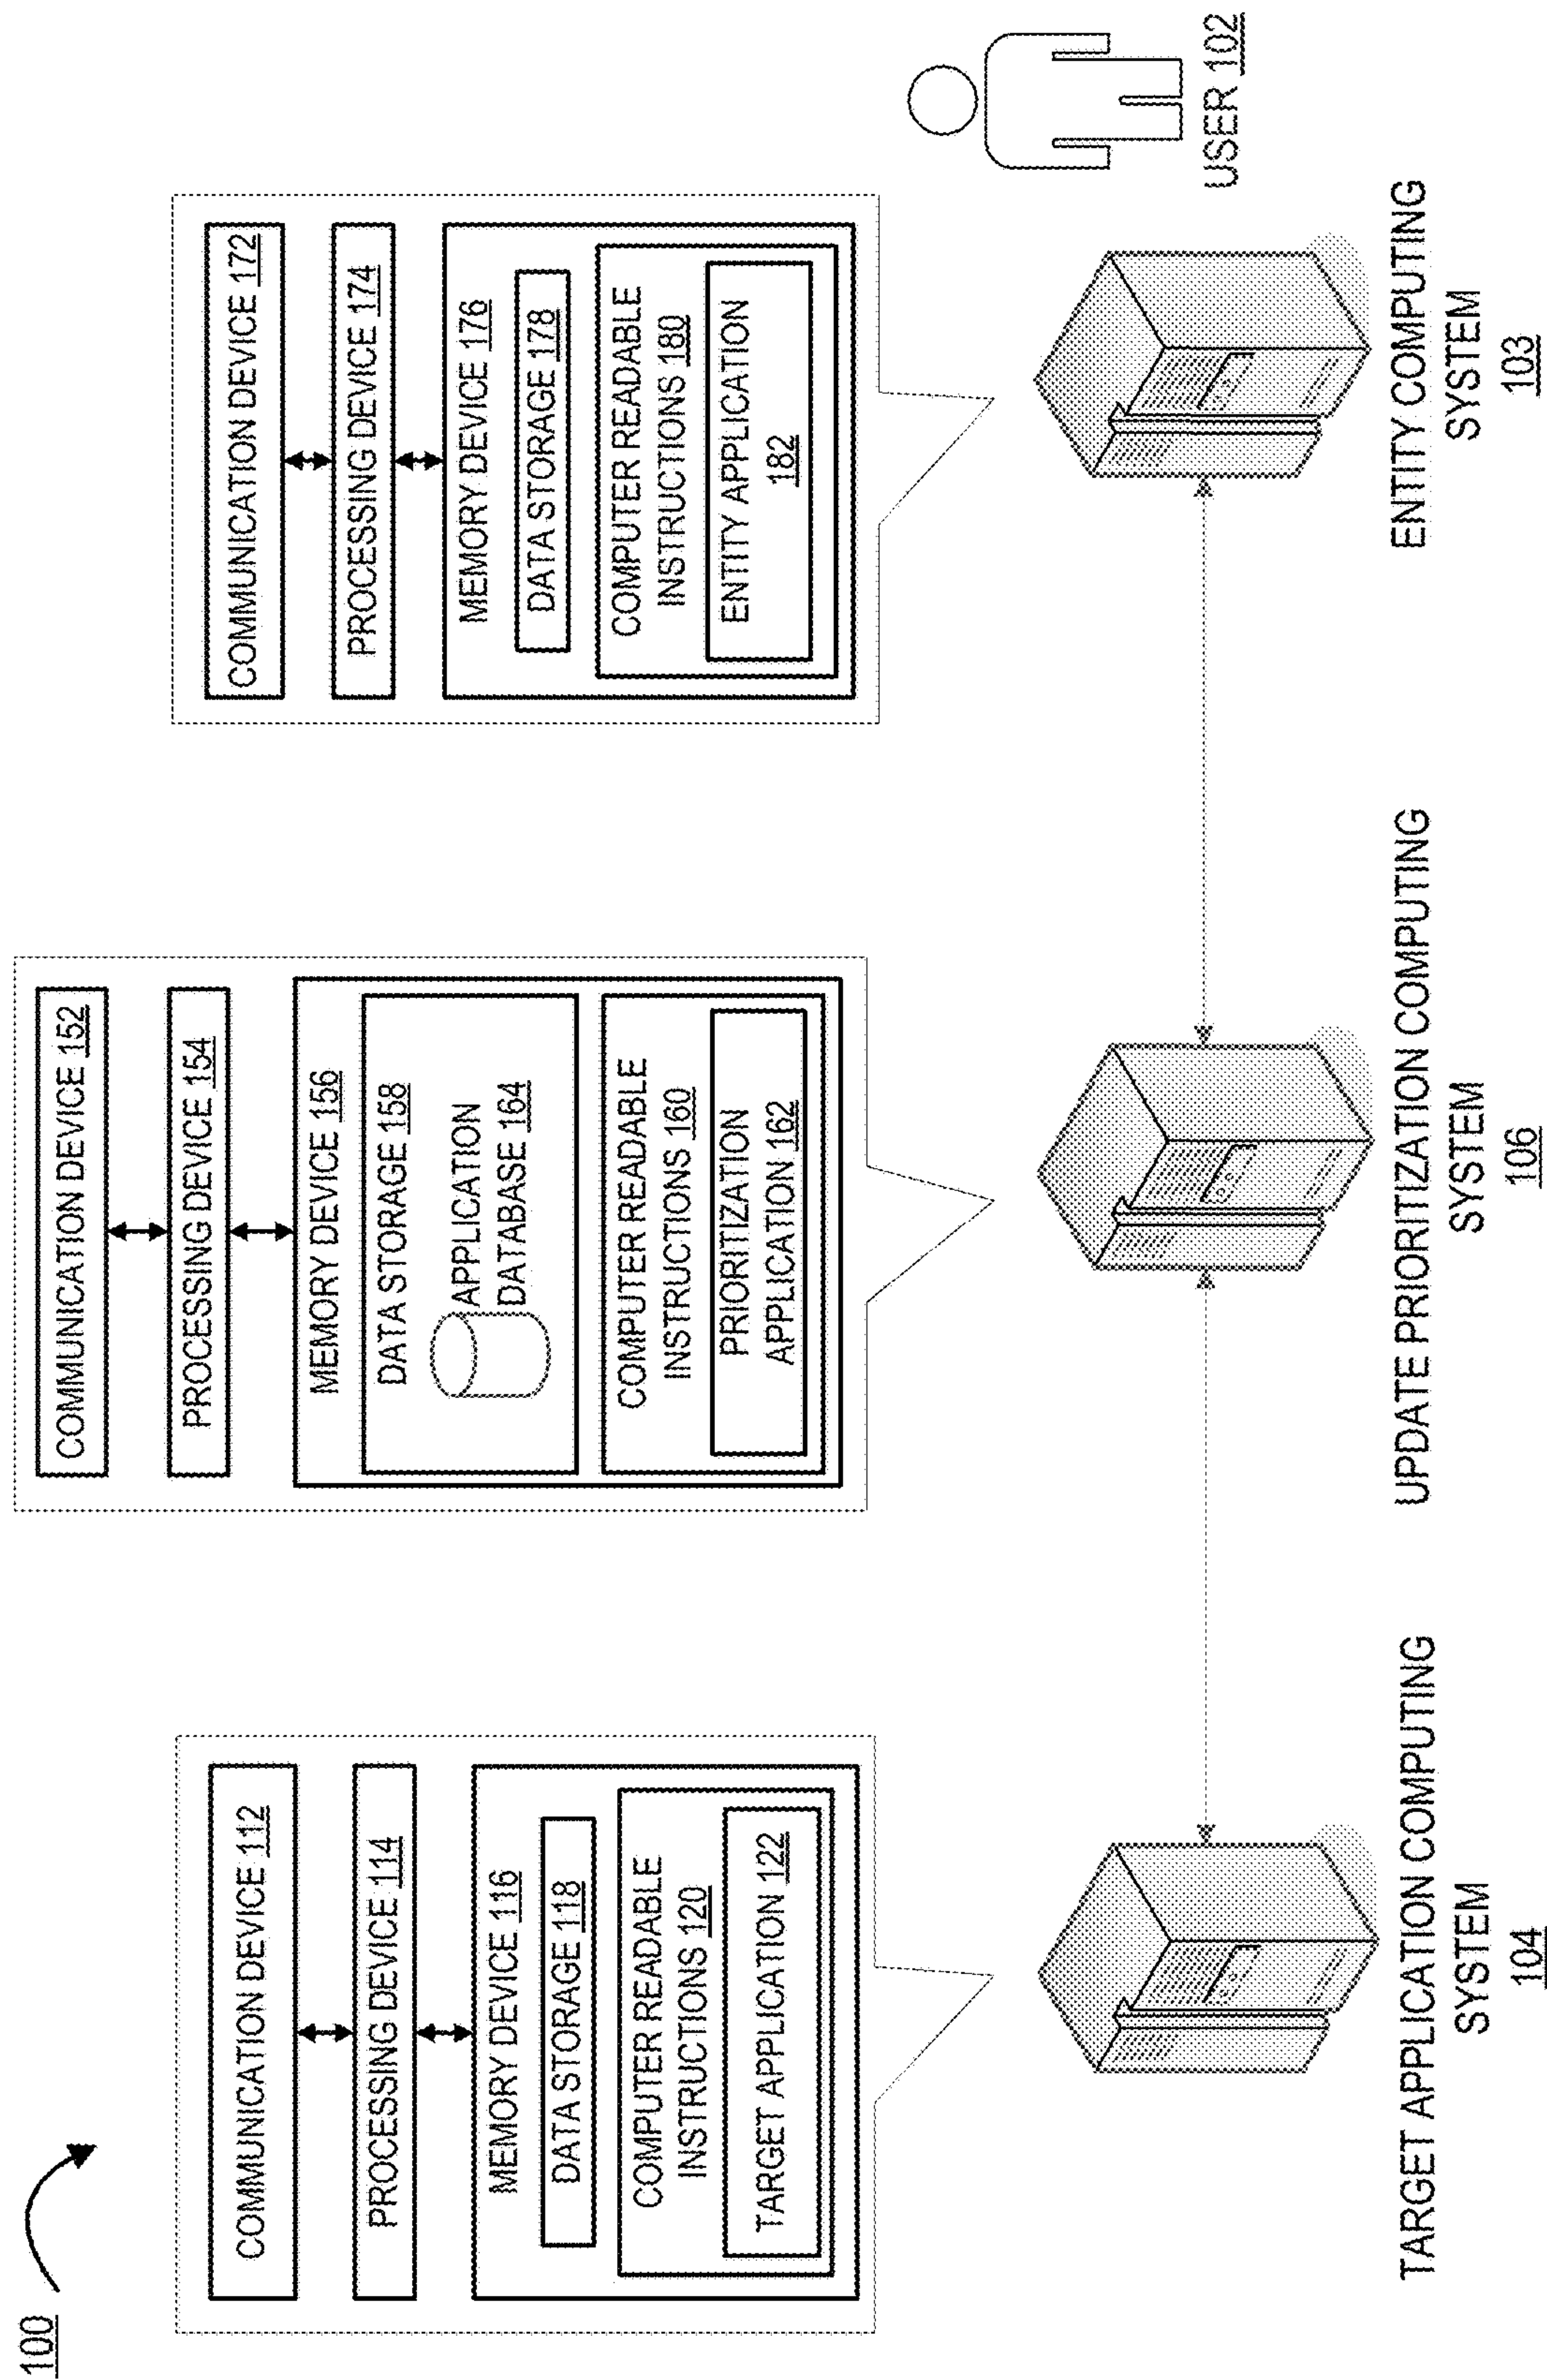 100
COMMUNICATION DEVICE 112
PROCESSING DEVICE 114
MEMORY DEVICE 116
DATA STORAGE 118
COMPUTER READABLE
INSTRUCTIONS 120
TARGET APPLICATION 122
TARGET APPLICATION COMPUTING
SYSTEM
104
COMMUNICATION DEVICE 152
PROCESSING DEVICE 154
MEMORY DEVICE 156
DATA STORAGE 158
APPLICATION
DATABASE 164
COMPUTER READABLE
INSTRUCTIONS 160
PRIORITIZATION
APPLICATION 162
UPDATE PRIORITIZATION COMPUTING
SYSTEM
106
COMMUNICATION DEVICE 172
PROCESSING DEVICE 174
MEMORY DEVICE 176
DATA STORAGE 178
COMPUTER READABLE
INSTRUCTIONS 180
ENTITY APPLICATION
182
ENTITY COMPUTING
SYSTEM
103
USER 102